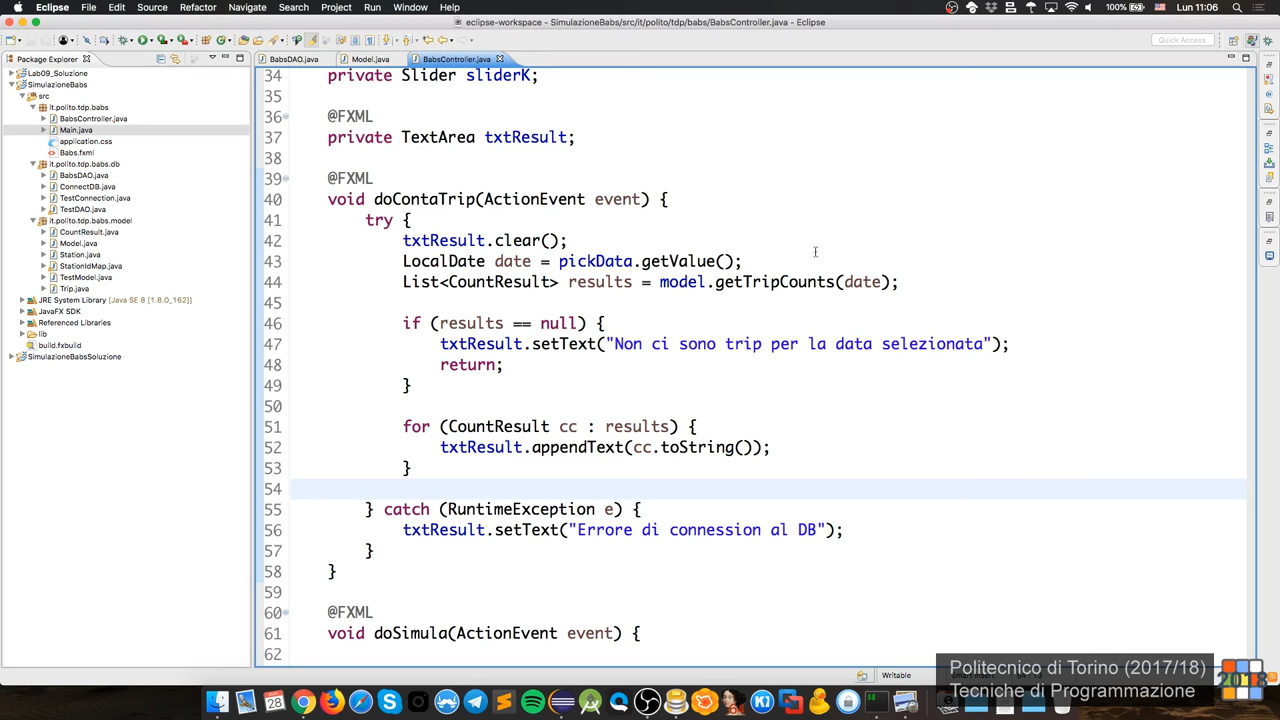 Eclipse File Edit Source Refactor Navigate Search Project Run Window Help 100% Lun 11:06
eclipse-workspace - SimulazioneBabs/src/it/polito/tdp/babs/BabsController.java - Eclipse
Quick Access
Package Explorer
BabsDAO.java Model.java BabsController.java
Lab09_Soluzione
SimulazioneBabs
src
it.polito.tdp.babs
BabsController.java
Main.java
application.css
Babs.fxml
it.polito.tdp.babs.db
BabsDAO.java
ConnectDB.java
TestConnection.java
TestDAO.java
it.polito.tdp.babs.model
CountResult.java
Model.java
Station.java
StationIdMap.java
TestModel.java
Trip.java
JRE System Library [Java SE 8 [1.8.0_162]]
JavaFX SDK
Referenced Libraries
lib
build.fxbuild
SimulazioneBabsSoluzione
34 private Slider sliderK;
35
36 @FXML
37 private TextArea txtResult;
38
39 @FXML
40 void doContaTrip(ActionEvent event) {
41 try {
42 txtResult.clear();
43 LocalDate date = pickData.getValue();
44 List<CountResult> results = model.getTripCounts(date);
45
46 if (results == null) {
47 txtResult.setText("Non ci sono trip per la data selezionata");
48 return;
49 }
50
51 for (CountResult cc : results) {
52 txtResult.appendText(cc.toString());
53 }
54
55 } catch (RuntimeException e) {
56 txtResult.setText("Errore di connession al DB");
57 }
58 }
59
60 @FXML
61 void doSimula(ActionEvent event) {
62
Writable
Politecnico di Torino (2017/18)
Tecniche di Programmazione
2018